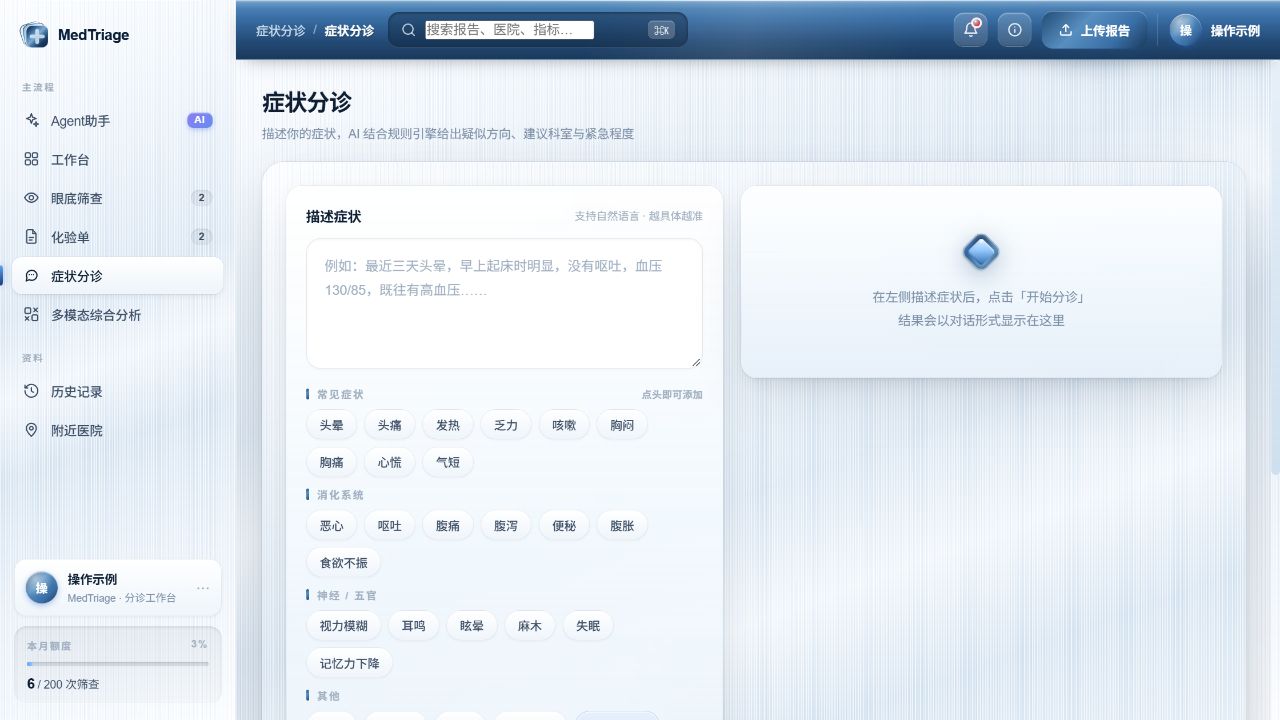 MedTriage
主流程
Agent助手 AI
工作台
眼底筛查 2
化验单 2
症状分诊
多模态综合分析
资料
历史记录
附近医院
操 操作示例
MedTriage · 分诊工作台
本月额度 3%
6 / 200 次筛查
症状分诊 / 症状分诊 搜索报告、医院、指标… ⌘K 上传报告 操 操作示例
症状分诊
描述你的症状，AI 结合规则引擎给出疑似方向、建议科室与紧急程度
描述症状 支持自然语言 · 越具体越准
例如：最近三天头晕，早上起床时明显，没有呕吐，血压
130/85，既往有高血压……
常见症状 点头即可添加
头晕 头痛 发热 乏力 咳嗽 胸闷
胸痛 心慌 气短
消化系统
恶心 呕吐 腹痛 腹泻 便秘 腹胀
食欲不振
神经 / 五官
视力模糊 耳鸣 眩晕 麻木 失眠
记忆力下降
其他
在左侧描述症状后，点击「开始分诊」
结果会以对话形式显示在这里